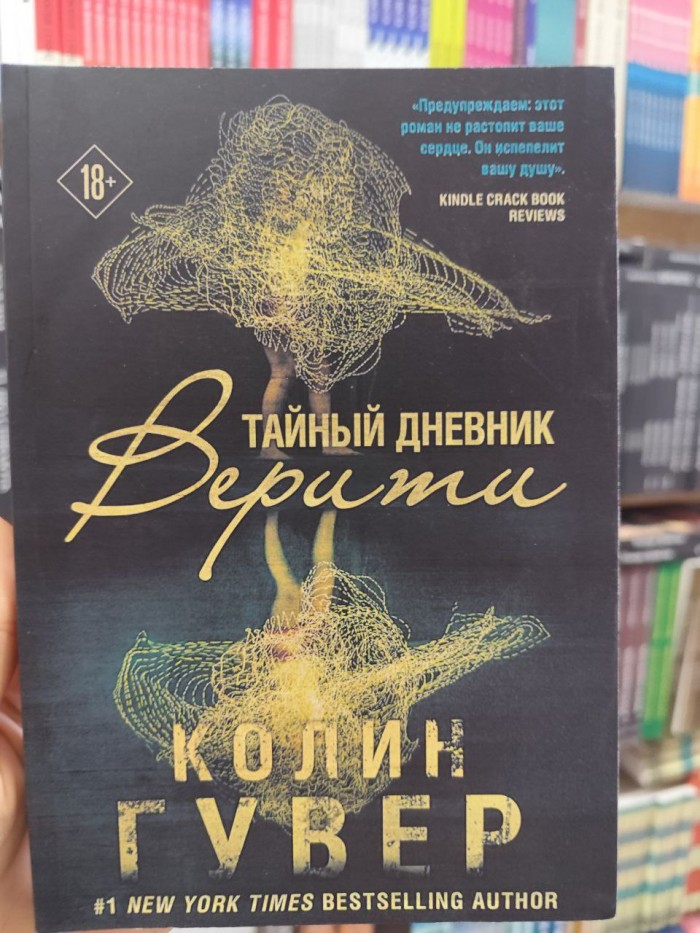 «Предупреждаем: этот
роман не растопит ваше
сердце. Он испепелит
вашу душу».
KINDLE CRACK BOOK
REVIEWS
18+
ТАЙНЫЙ ДНЕВНИК
Верити
КОЛИН
ГУВЕР
#1 NEW YORK TIMES BESTSELLING AUTHOR